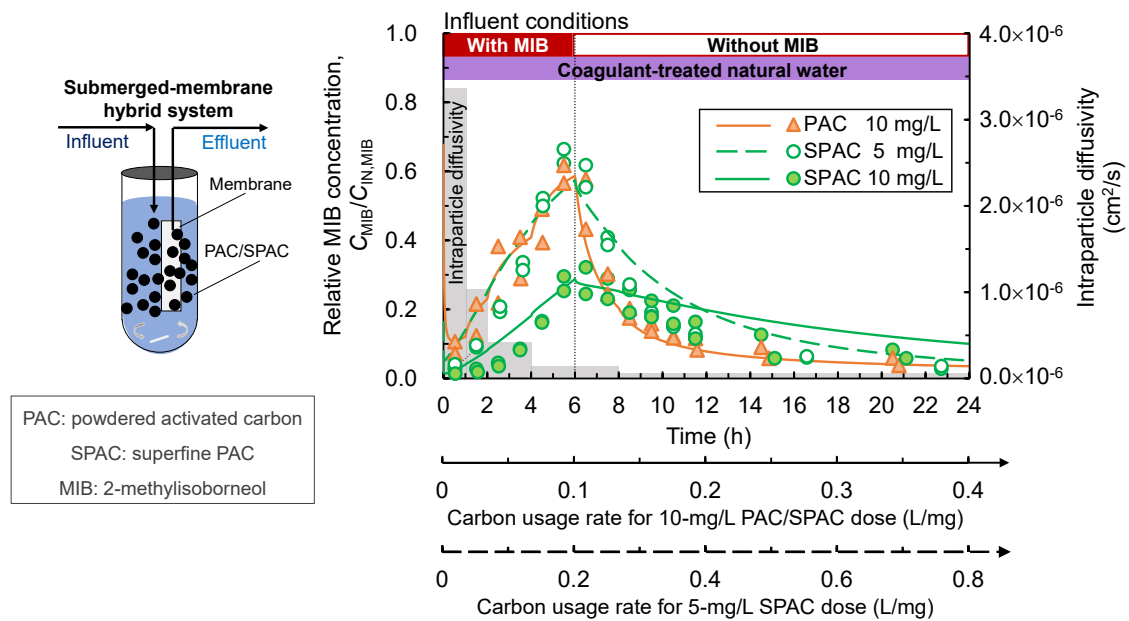 Submerged-membrane
hybrid system
Influent
Effluent
Membrane
PAC/SPAC
PAC: powdered activated carbon
SPAC: superfine PAC
MIB: 2-methylisoborneol
Influent conditions
With MIB
Without MIB
Coagulant-treated natural water
PAC 10 mg/L
SPAC 5 mg/L
SPAC 10 mg/L
Intraparticle diffusivity
Relative MIB concentration,
C_MIB/C_IN,MIB
1.0
0.8
0.6
0.4
0.2
0.0
4.0×10⁻⁶
3.0×10⁻⁶
2.0×10⁻⁶
1.0×10⁻⁶
0.0×10⁻⁶
Intraparticle diffusivity
(cm²/s)
0 2 4 6 8 10 12 14 16 18 20 22 24
Time (h)
0 0.1 0.2 0.3 0.4
Carbon usage rate for 10-mg/L PAC/SPAC dose (L/mg)
0 0.2 0.4 0.6 0.8
Carbon usage rate for 5-mg/L SPAC dose (L/mg)